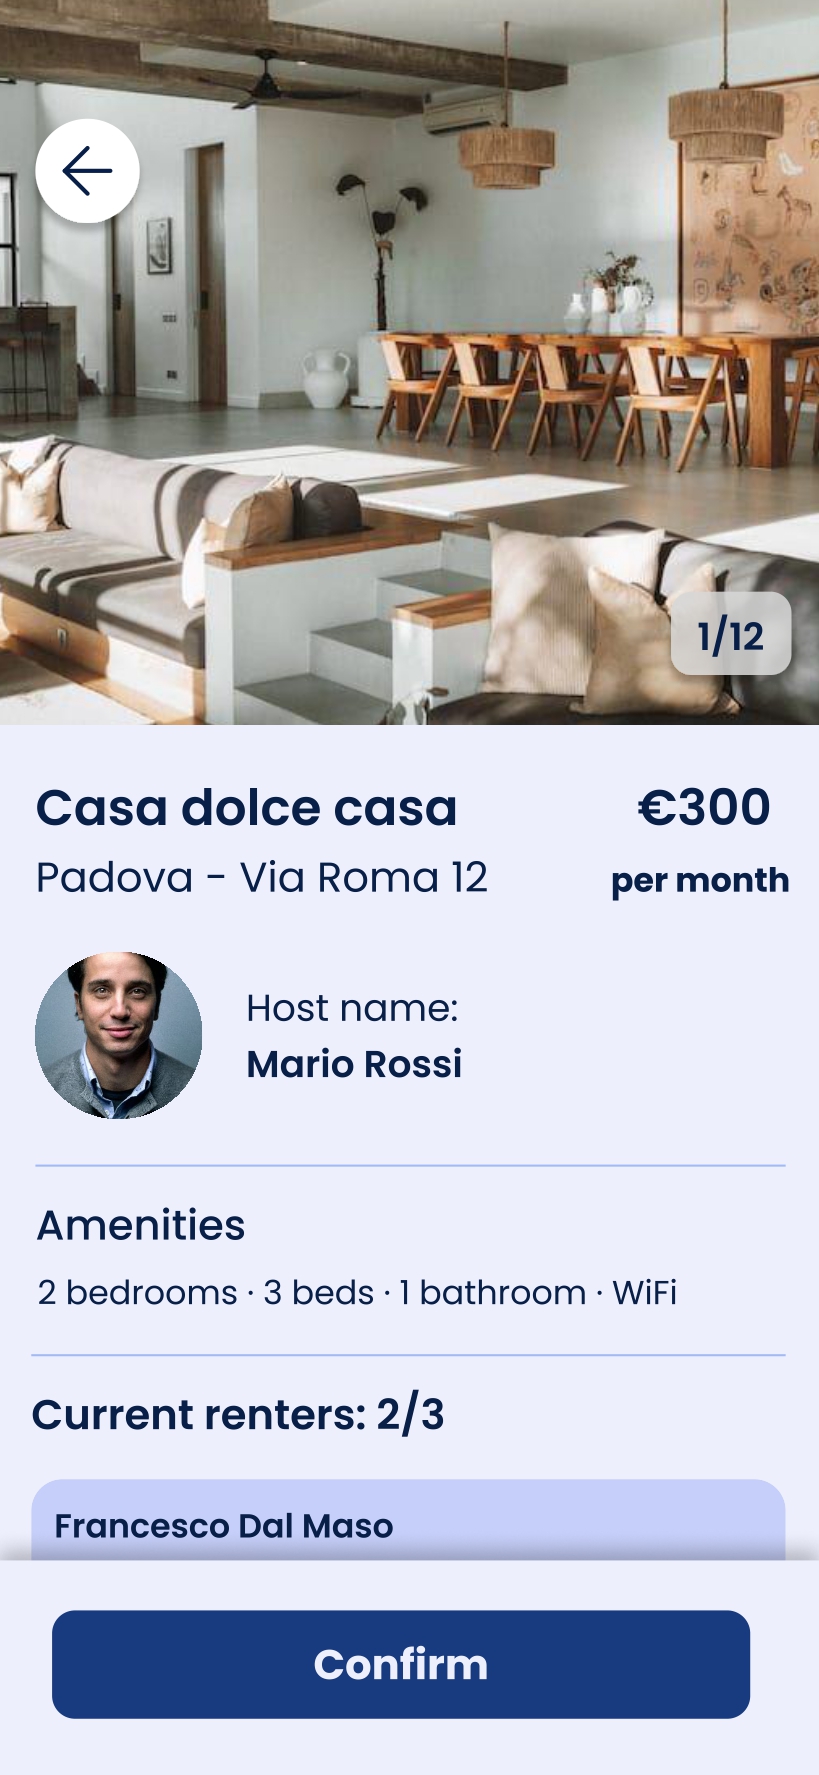 1/12
Casa dolce casa
€300
Padova - Via Roma 12
per month
Host name:
Mario Rossi
Amenities
2 bedrooms · 3 beds · 1 bathroom · WiFi
Current renters: 2/3
Francesco Dal Maso
Confirm